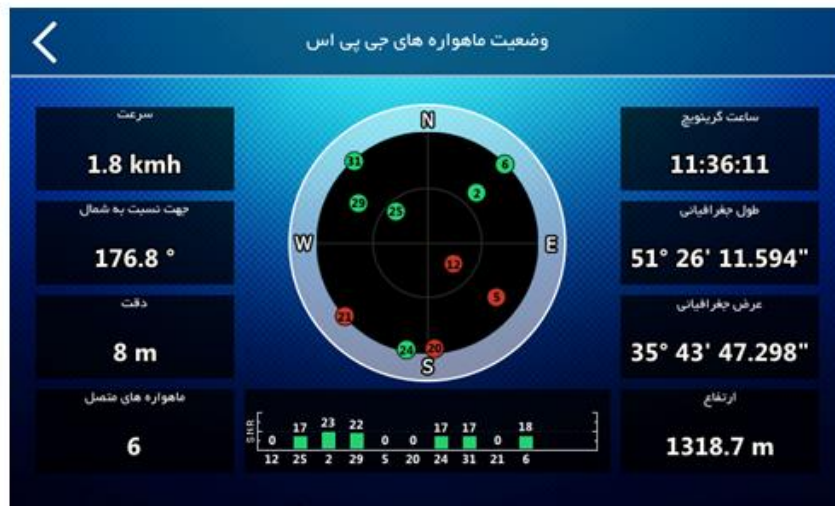 وضعیت ماهواره های جی پی اس
ساعت گرینویچ
11:36:11
طول جغرافیائی
51° 26' 11.594"
عرض جغرافیائی
35° 43' 47.298"
ارتفاع
1318.7 m
N
31
6
29
2
25
W
E
12
5
21
24
20
S
سرعت
1.8 kmh
جهت نسبت به شمال
176.8 °
دقت
8 m
ماهواره های متصل
6
SNR
0 17 23 22 0 0 17 17 0 18
12 25 2 29 5 20 24 31 21 6